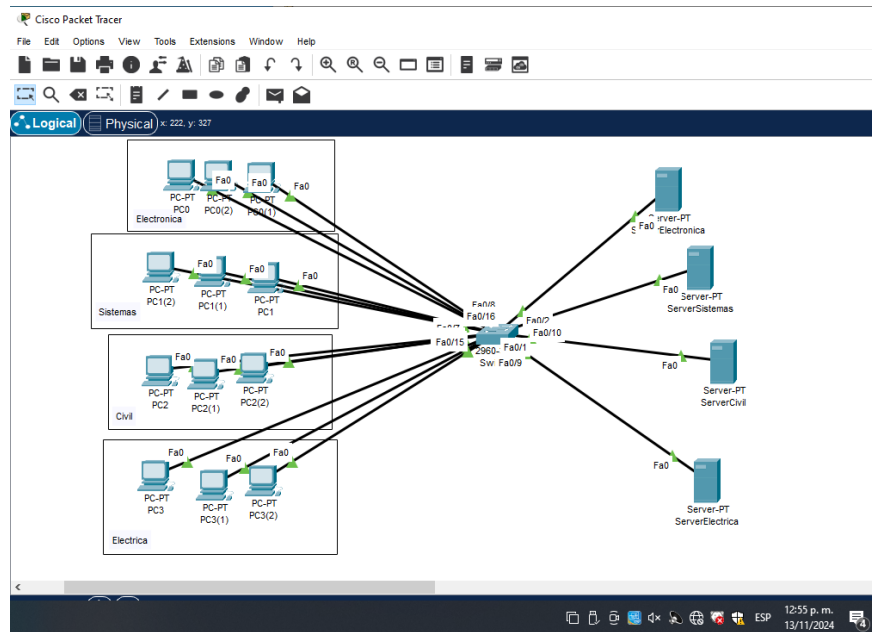 Cisco Packet Tracer
File Edit Options View Tools Extensions Window Help
Logical Physical x: 222, y: 327
Fa0 Fa0 Fa0
PC-PT PC-PT PC-PT
PC0 PC0(2) PC0(1)
Electronica
Fa0 Fa0 Fa0
PC-PT PC-PT PC-PT
PC1(2) PC1(1) PC1
Sistemas
Fa0 Fa0 Fa0
PC-PT PC-PT PC-PT
PC2 PC2(1) PC2(2)
Civil
Fa0 Fa0 Fa0
PC-PT PC-PT PC-PT
PC3 PC3(1) PC3(2)
Electrica
Fa0/8
Fa0/16 Fa0/2
Fa0/10
Fa0/15 Fa0/1
2960-
Sw Fa0/9
Fa0
Fa0
Server-PT
ServerSistemas
Fa0
Server-PT
ServerCivil
Fa0
Server-PT
ServerElectrica
ESP
12:55 p. m.
13/11/2024
4